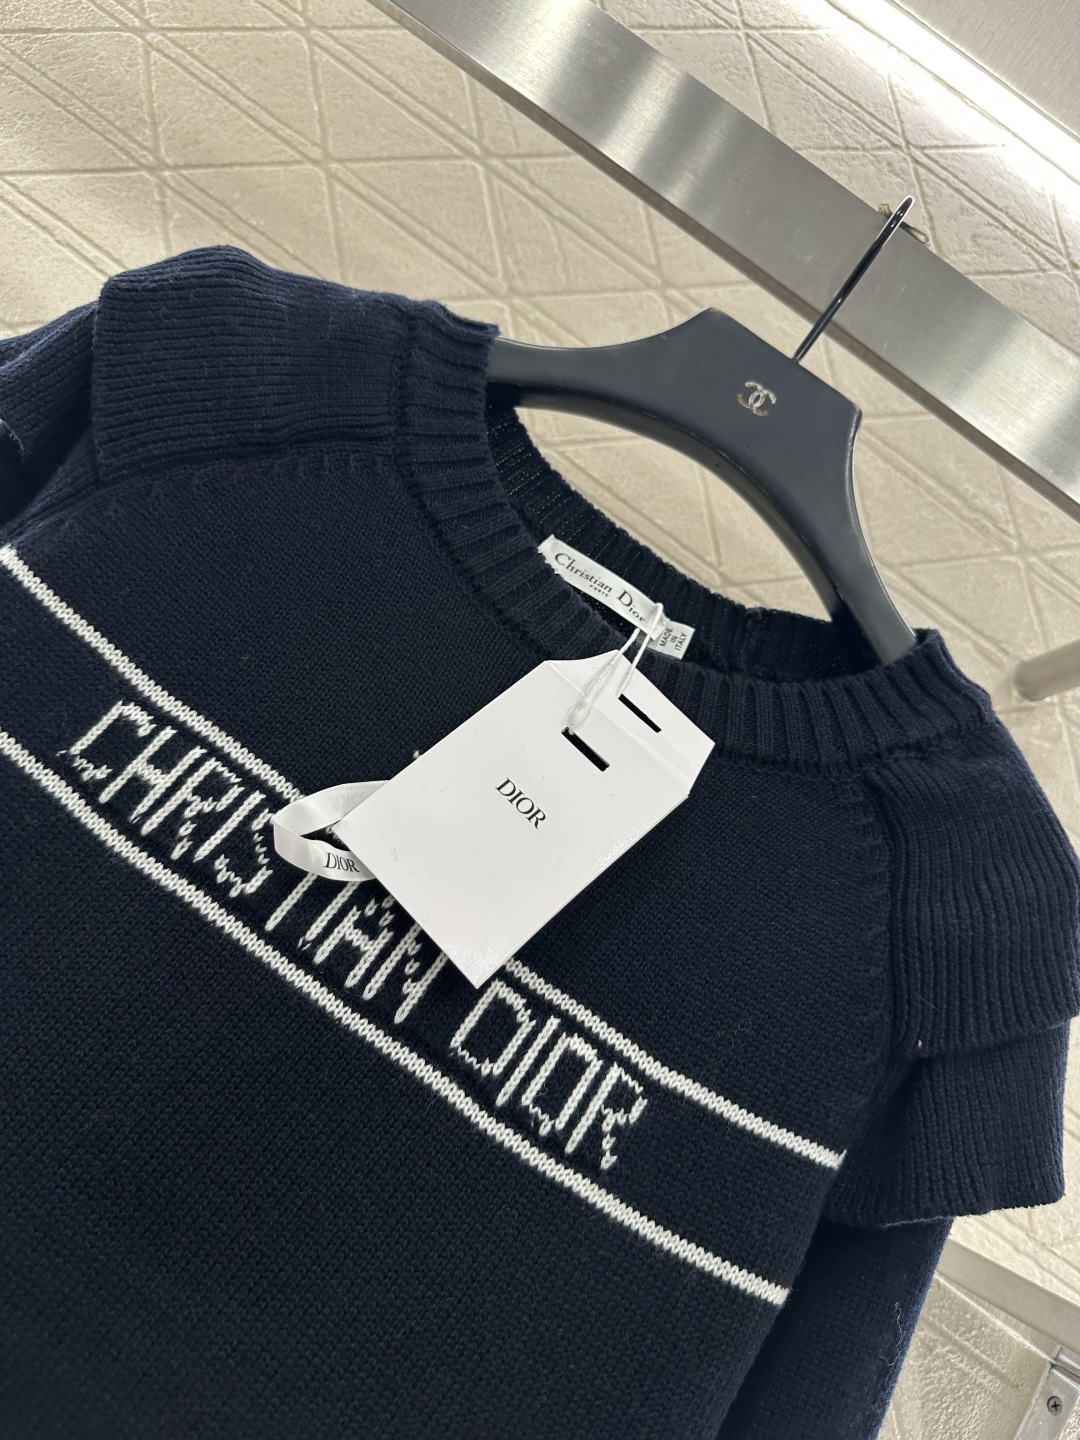 Christian Dior
PARIS
MADE
IN
ITALY
DIOR
DIOR
CHRISTIAN DIOR